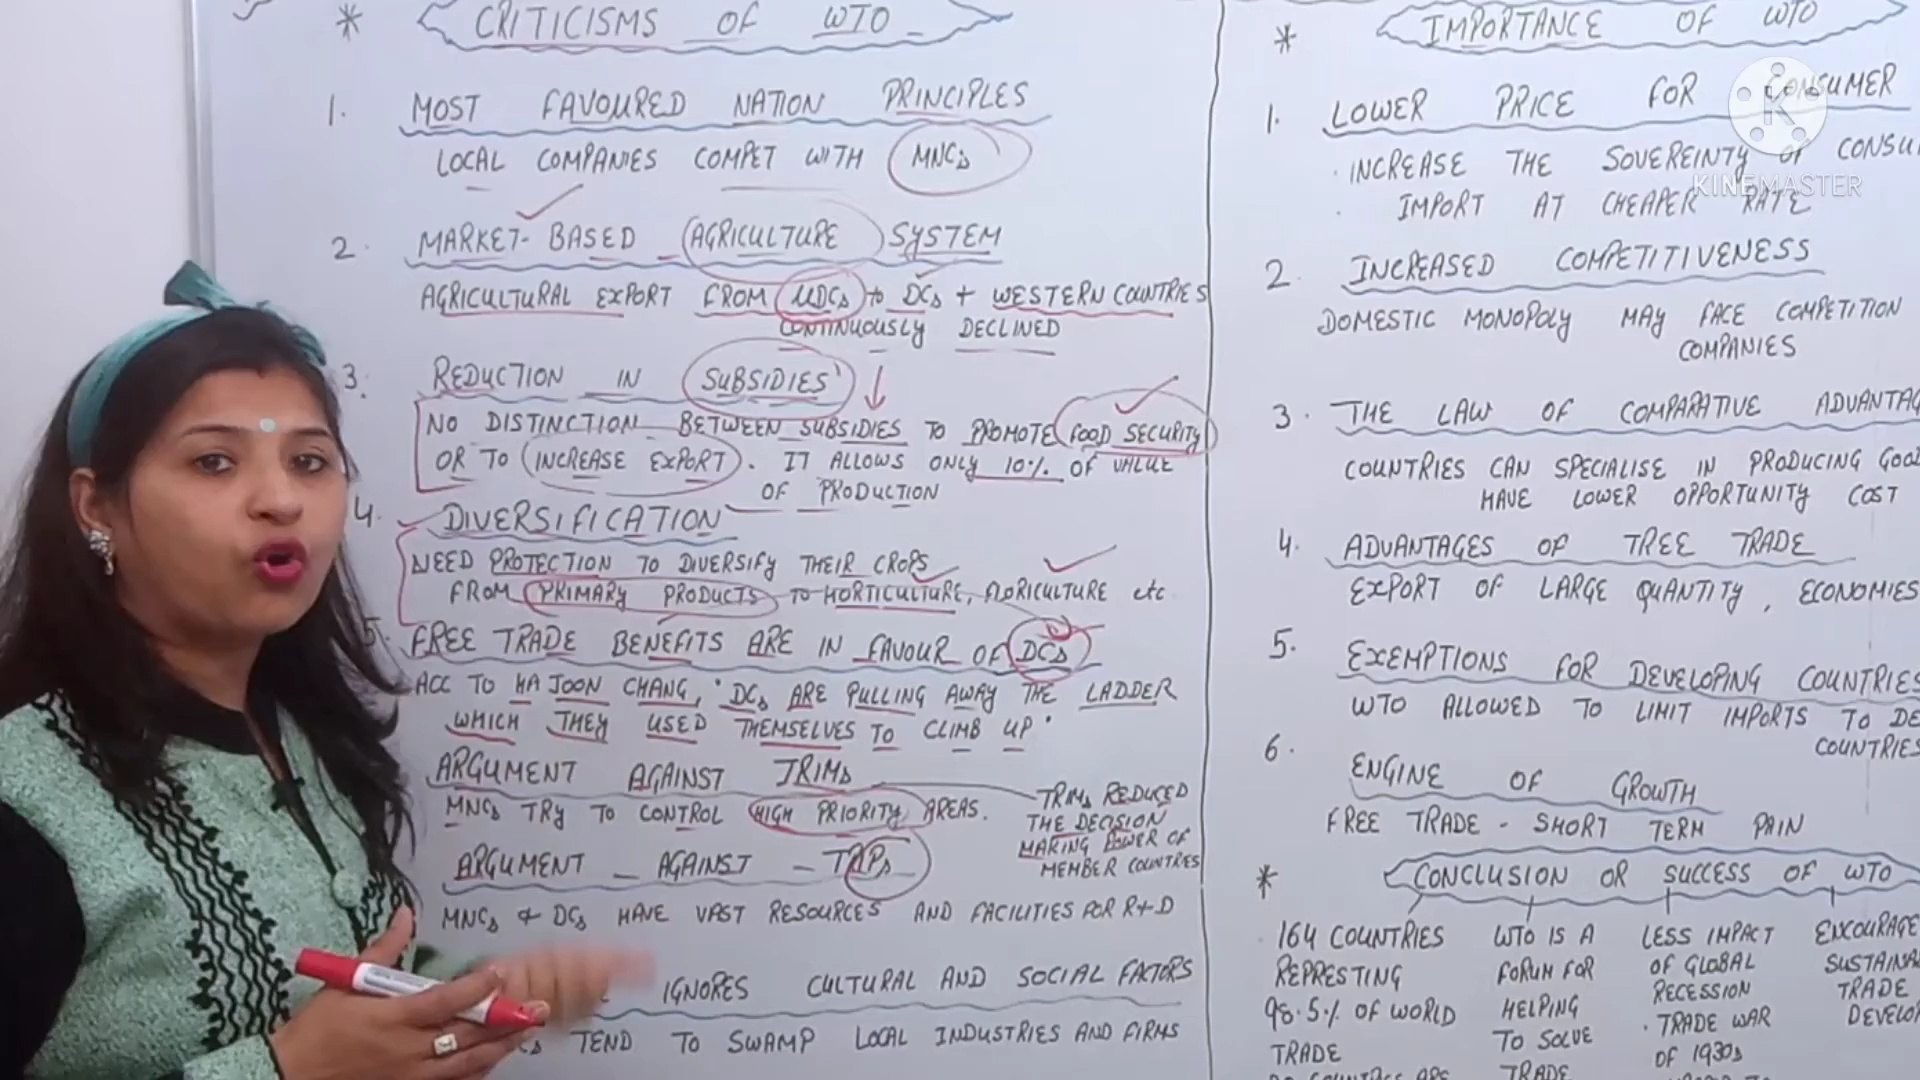 * CRITICISMS OF WTO
1. MOST FAVOURED NATION PRINCIPLES
LOCAL COMPANIES COMPET WITH MNCs
2. MARKET-BASED AGRICULTURE SYSTEM
AGRICULTURAL EXPORT FROM UDCs to DCs + WESTERN COUNTRIES
CONTINUOUSLY DECLINED
3. REDUCTION IN SUBSIDIES
NO DISTINCTION BETWEEN SUBSIDIES TO PROMOTE FOOD SECURITY
OR TO INCREASE EXPORT. IT ALLOWS ONLY 10% OF VALUE
OF PRODUCTION
4. DIVERSIFICATION
NEED PROTECTION TO DIVERSIFY THEIR CROPS
FROM PRIMARY PRODUCTS TO HORTICULTURE, FLORICULTURE etc
5. FREE TRADE BENEFITS ARE IN FAVOUR OF DCs
ACC TO HA JOON CHANG, "DCs ARE PULLING AWAY THE LADDER
WHICH THEY USED THEMSELVES TO CLIMB UP"
ARGUMENT AGAINST TRIMs
MNCs TRY TO CONTROL HIGH PRIORITY AREAS.
TRIMs REDUCED
THE DECISION
MAKING POWER OF
MEMBER COUNTRIES
ARGUMENT AGAINST - TRIPs
MNCs & DCs HAVE VAST RESOURCES AND FACILITIES FOR R+D
IGNORES CULTURAL AND SOCIAL FACTORS
TEND TO SWAMP LOCAL INDUSTRIES AND FIRMS
* IMPORTANCE OF WTO
1. LOWER PRICE FOR CONSUMER
K
KINEMASTER
· INCREASE THE SOVEREINTY OF CONSU
· IMPORT AT CHEAPER RATE
2. INCREASED COMPETITIVENESS
DOMESTIC MONOPOLY MAY FACE COMPETITION
COMPANIES
3. THE LAW OF COMPARATIVE ADVANTAG
COUNTRIES CAN SPECIALISE IN PRODUCING GOOD
HAVE LOWER OPPORTUNITY COST
4. ADVANTAGES OF TREE TRADE
EXPORT OF LARGE QUANTITY, ECONOMIES
5. EXEMPTIONS FOR DEVELOPING COUNTRIES
WTO ALLOWED TO LIMIT IMPORTS TO DE
COUNTRIES
6. ENGINE OF GROWTH
FREE TRADE - SHORT TERM PAIN
* CONCLUSION OR SUCCESS OF WTO
164 COUNTRIES
REPRESTING
98.5% OF WORLD
TRADE
WTO IS A
FORUM FOR
HELPING
TO SOLVE
TRADE
LESS IMPACT
OF GLOBAL
RECESSION
· TRADE WAR
OF 1930s
ENCOURAGE
SUSTAINA
TRADE
DEVELOP